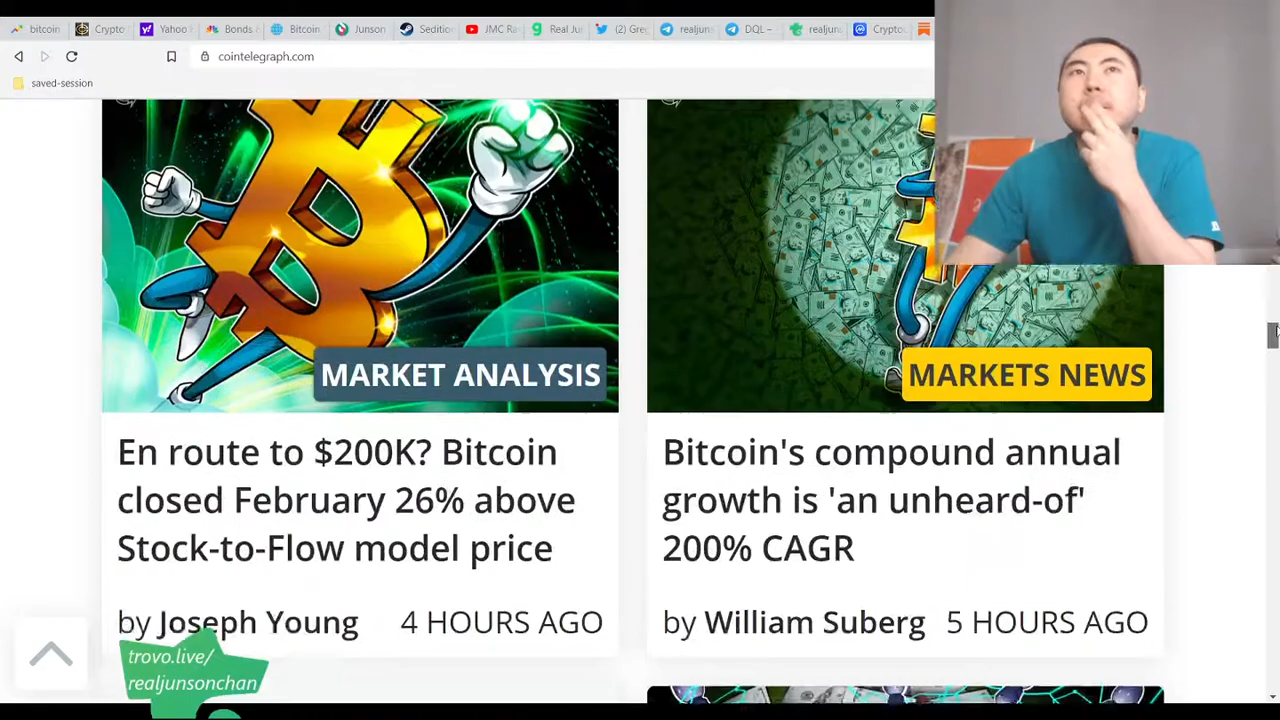 bitcoin
Crypto
Yahoo
Bonds
Bitcoin
Junson
Seditio
JMC Ra
Real Ju
(Gre
realjun
DQL –
realjun
Crypto
cointelegraph.com
saved-session
MARKET ANALYSIS
En route to $200K? Bitcoin
closed February 26% above
Stock-to-Flow model price
by Joseph Young 4 HOURS AGO
MARKETS NEWS
Bitcoin's compound annual
growth is 'an unheard-of'
200% CAGR
by William Suberg 5 HOURS AGO
trovo.live/
realjunsonchan